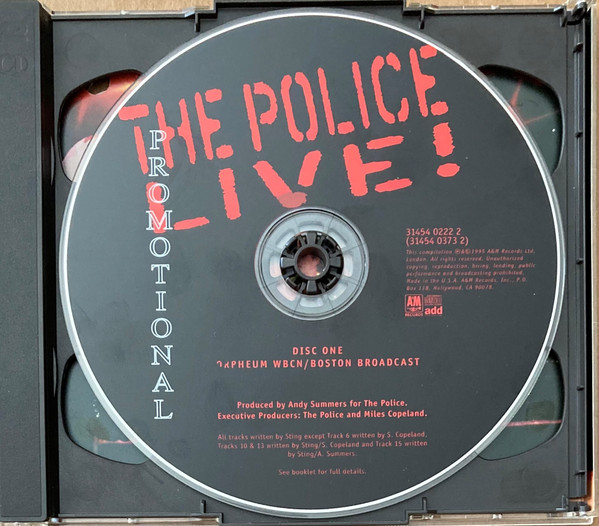 THE POLICE
LIVE!
PROMOTIONAL
31454 0222 2
(31454 0373 2)
This compilation ℗&©1995 A&M Records Ltd.
London. All rights reserved. Unauthorized
copying, reproduction, hiring, lending, public
performance and broadcasting prohibited.
Made in the U.S.A. A&M Records, Inc., P.O.
Box 118, Hollywood, CA 90078.
A&M
RECORDS
add
DISC ONE
ORPHEUM WBCN/BOSTON BROADCAST
Produced by Andy Summers for The Police.
Executive Producers: The Police and Miles Copeland.
All tracks written by Sting except Track 6 written by S. Copeland,
Tracks 10 & 13 written by Sting/S. Copeland and Track 15 written
by Sting/A. Summers.
See booklet for full details.